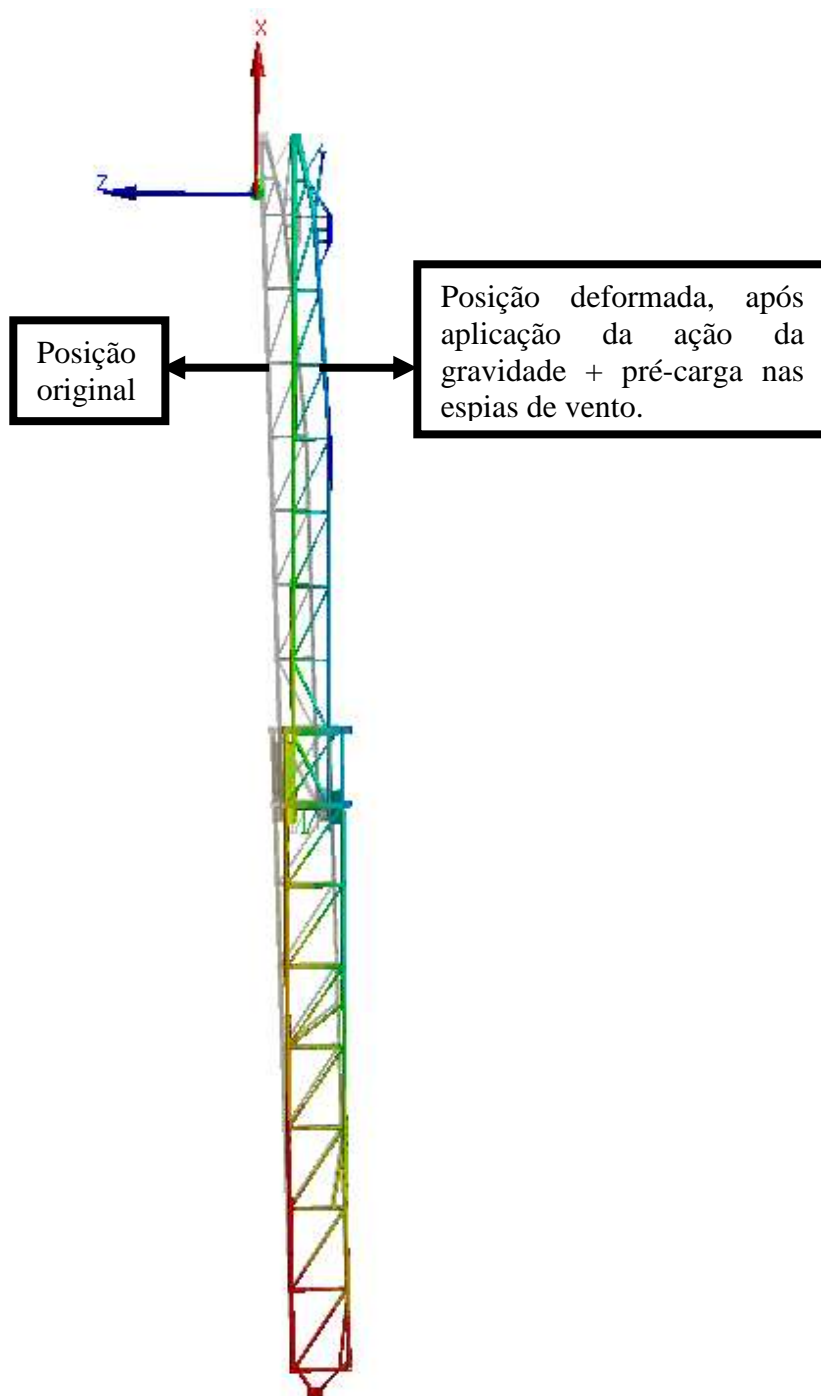 X
Z
Posição
original
Posição deformada, após
aplicação da ação da
gravidade + pré-carga nas
espias de vento.